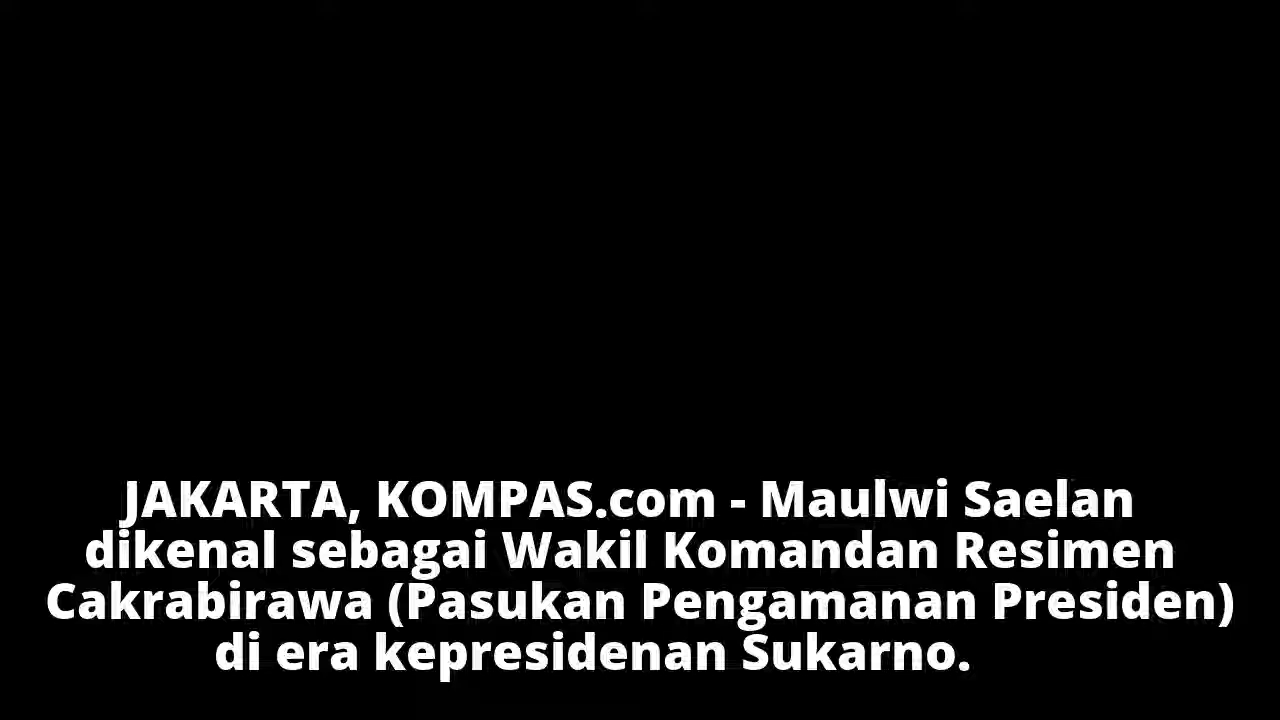 JAKARTA, KOMPAS.com - Maulwi Saelan
dikenal sebagai Wakil Komandan Resimen
Cakrabirawa (Pasukan Pengamanan Presiden)
di era kepresidenan Sukarno.